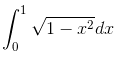 ∫₀¹ √(1 − x²) dx